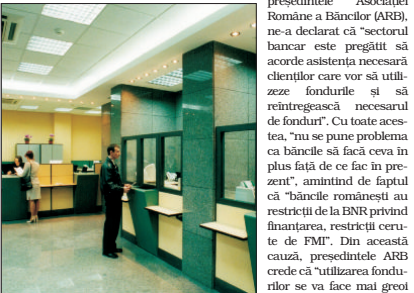 președintele Asociației
Române a Băncilor (ARB),
ne-a declarat că “sectorul
bancar este pregătit să
acorde asistența necesară
clienților care vor să utili-
zeze fondurile și să
reîntregească necesarul
de fonduri”. Cu toate aces-
tea, “nu se pune problema
ca băncile să facă ceva în
plus față de ce fac în pre-
zent”, amintind de faptul
că “băncile românești au
restricții de la BNR privind
finanțarea, restricții ceru-
te de FMI”. Din această
cauză, președintele ARB
crede că “utilizarea fondu-
rilor se va face mai greoi